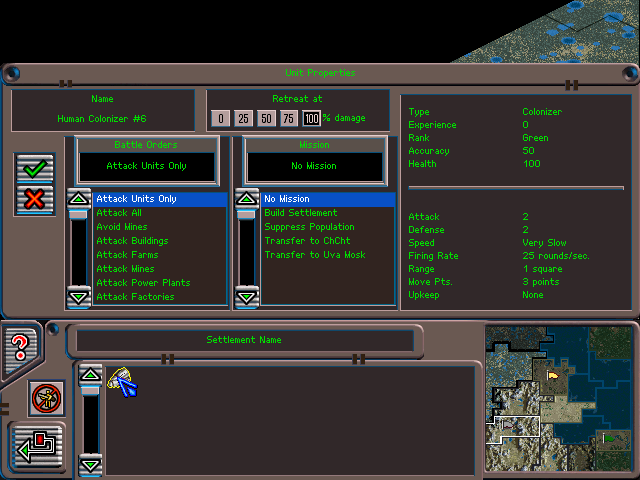 Unit Properties
Name
Human Colonizer #6
Retreat at
0 25 50 75 100 % damage
Battle Orders
Attack Units Only
Mission
No Mission
Attack Units Only
Attack All
Avoid Mines
Attack Buildings
Attack Farms
Attack Mines
Attack Power Plants
Attack Factories
No Mission
Build Settlement
Suppress Population
Transfer to ChCht
Transfer to Uva Mosk
Type Colonizer
Experience 0
Rank Green
Accuracy 50
Health 100
Attack 2
Defense 2
Speed Very Slow
Firing Rate 25 rounds/sec.
Range 1 square
Move Pts. 3 points
Upkeep None
Settlement Name
?